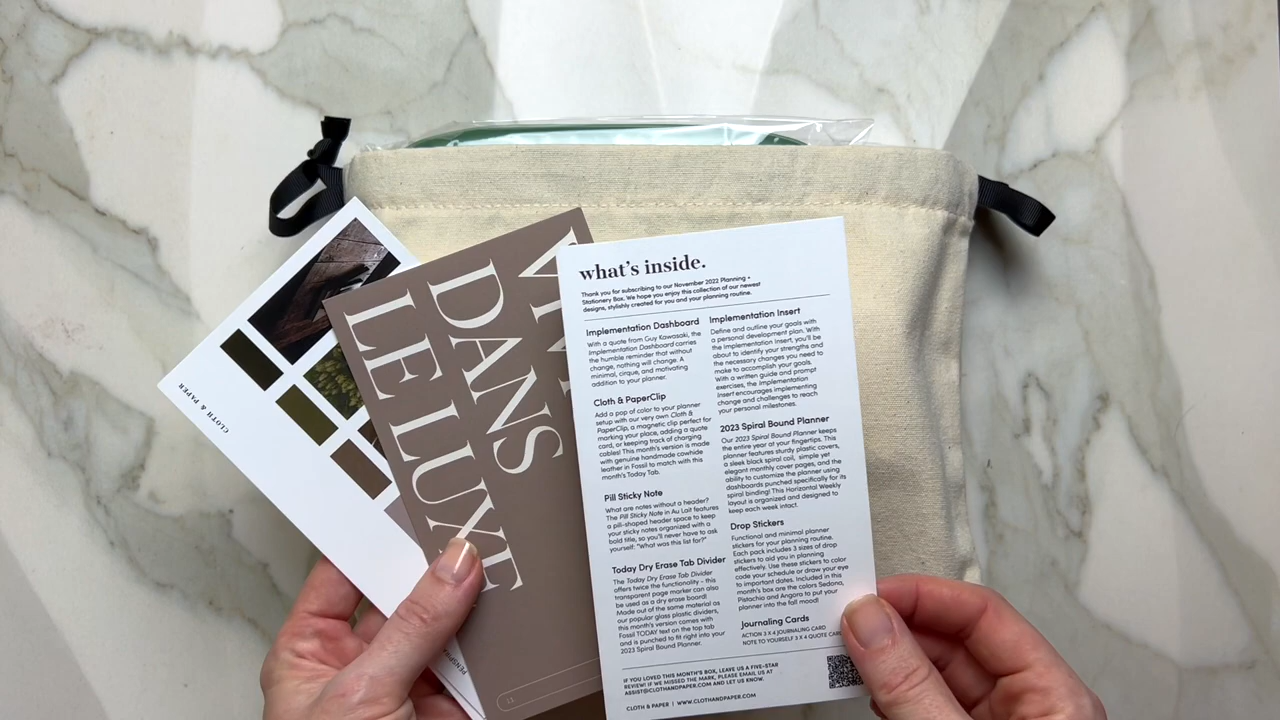 CLOTH & PAPER
DANS
LE LUXE
11
what's inside.
Thank you for subscribing to our November 2022 Planning +
Stationery Box. We hope you enjoy this collection of our newest
designs, stylishly created for you and your planning routine.
Implementation Dashboard
With a quote from Guy Kawasaki, the
Implementation Dashboard carries
the humble reminder that without
change, nothing will change. A
minimal, cirque, and motivating
addition to your planner.
Cloth & PaperClip
Add a pop of color to your planner
setup with our very own Cloth &
PaperClip, a magnetic clip perfect for
marking your place, adding a quote
card, or keeping track of charging
cables! This month's version is made
with genuine handmade cowhide
leather in Fossil to match with this
month's Today Tab.
Pill Sticky Note
What are notes without a header?
The Pill Sticky Note in Au Lait features
a pill-shaped header space to keep
your sticky notes organized with a
bold title, so you'll never have to ask
yourself: "What was this list for?"
Today Dry Erase Tab Divider
The Today Dry Erase Tab Divider
offers twice the functionality - this
transparent page marker can also
be used as a dry erase board!
Made out of the same material as
our popular glass plastic dividers,
this month's version comes with
Fossil TODAY text on the top tab
and is punched to fit right into your
2023 Spiral Bound Planner.
Implementation Insert
Define and outline your goals with
a personal development plan. With
the Implementation Insert, you'll be
about to identify your strengths and
the necessary changes you need to
make to accomplish your goals.
With a written guide and prompt
exercises, the Implementation
Insert encourages implementing
change and challenges to reach
your personal milestones.
2023 Spiral Bound Planner
Our 2023 Spiral Bound Planner keeps
the entire year at your fingertips. This
planner features sturdy plastic covers,
a sleek black spiral coil, simple yet
elegant monthly cover pages, and the
ability to customize the planner using
dashboards punched specifically for its
spiral binding! This Horizontal Weekly
layout is organized and designed to
keep each week intact.
Drop Stickers
Functional and minimal planner
stickers for your planning routine.
Each pack includes 3 sizes of drop
stickers to aid you in planning
effectively. Use these stickers to color
code your schedule or draw your eye
to important dates. Included in this
month's box are the colors Sedona,
Pistachio and Angora to put your
planner into the fall mood!
Journaling Cards
ACTION 3 X 4 JOURNALING CARD
NOTE TO YOURSELF 3 X 4 QUOTE CARD
IF YOU LOVED THIS MONTH'S BOX, LEAVE US A FIVE-STAR
REVIEW! IF WE MISSED THE MARK, PLEASE EMAIL US AT
ASSIST@CLOTHANDPAPER.COM AND LET US KNOW.
CLOTH & PAPER | WWW.CLOTHANDPAPER.COM